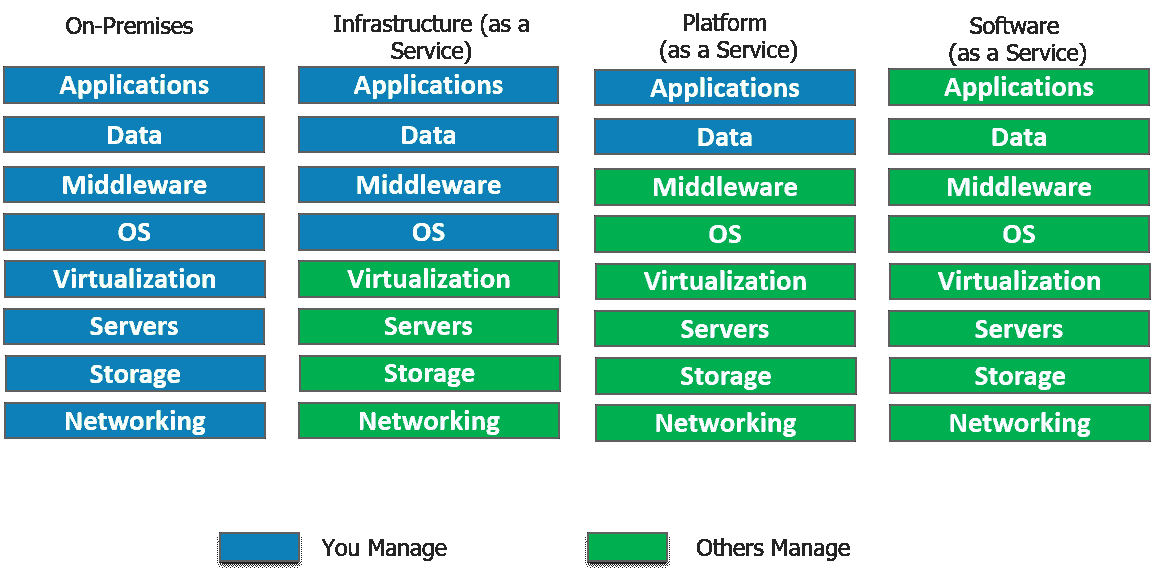 On-Premises
Infrastructure (as a
Service)
Platform
(as a Service)
Software
(as a Service)
Applications
Applications
Applications
Applications
Data
Data
Data
Data
Middleware
Middleware
Middleware
Middleware
OS
OS
OS
OS
Virtualization
Virtualization
Virtualization
Virtualization
Servers
Servers
Servers
Servers
Storage
Storage
Storage
Storage
Networking
Networking
Networking
Networking
You Manage
Others Manage